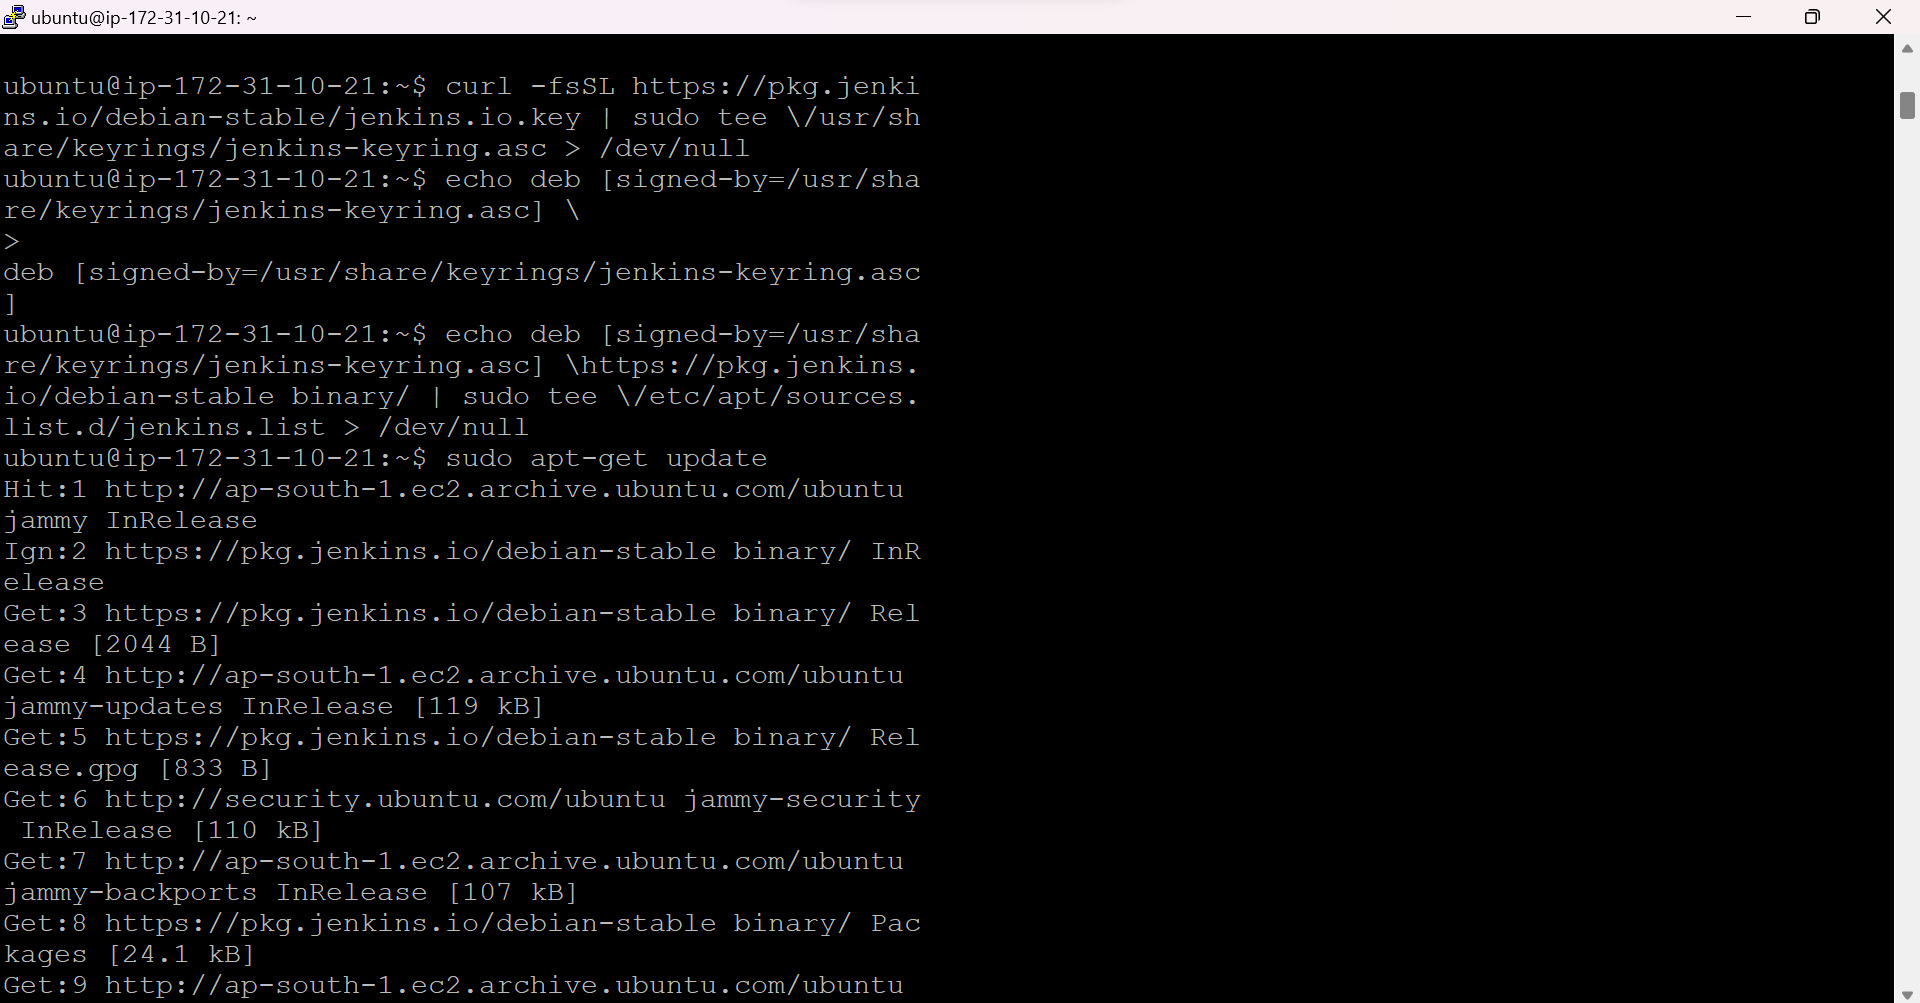 ubuntu@ip-172-31-10-21: ~
ubuntu@ip-172-31-10-21:~$ curl -fsSL https://pkg.jenki
ns.io/debian-stable/jenkins.io.key | sudo tee \/usr/sh
are/keyrings/jenkins-keyring.asc > /dev/null
ubuntu@ip-172-31-10-21:~$ echo deb [signed-by=/usr/sha
re/keyrings/jenkins-keyring.asc] \
>
deb [signed-by=/usr/share/keyrings/jenkins-keyring.asc
]
ubuntu@ip-172-31-10-21:~$ echo deb [signed-by=/usr/sha
re/keyrings/jenkins-keyring.asc] \https://pkg.jenkins.
io/debian-stable binary/ | sudo tee \/etc/apt/sources.
list.d/jenkins.list > /dev/null
ubuntu@ip-172-31-10-21:~$ sudo apt-get update
Hit:1 http://ap-south-1.ec2.archive.ubuntu.com/ubuntu
jammy InRelease
Ign:2 https://pkg.jenkins.io/debian-stable binary/ InR
elease
Get:3 https://pkg.jenkins.io/debian-stable binary/ Rel
ease [2044 B]
Get:4 http://ap-south-1.ec2.archive.ubuntu.com/ubuntu
jammy-updates InRelease [119 kB]
Get:5 https://pkg.jenkins.io/debian-stable binary/ Rel
ease.gpg [833 B]
Get:6 http://security.ubuntu.com/ubuntu jammy-security
 InRelease [110 kB]
Get:7 http://ap-south-1.ec2.archive.ubuntu.com/ubuntu
jammy-backports InRelease [107 kB]
Get:8 https://pkg.jenkins.io/debian-stable binary/ Pac
kages [24.1 kB]
Get:9 http://ap-south-1.ec2.archive.ubuntu.com/ubuntu